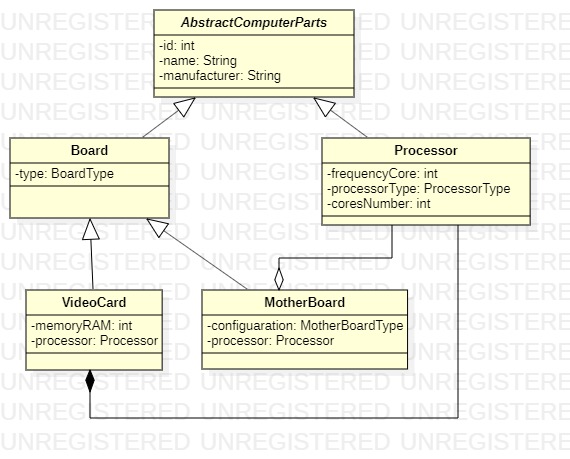 AbstractComputerParts
-id: int
-name: String
-manufacturer: String
Board
-type: BoardType
Processor
-frequencyCore: int
-processorType: ProcessorType
-coresNumber: int
VideoCard
-memoryRAM: int
-processor: Processor
MotherBoard
-configuaration: MotherBoardType
-processor: Processor
UNREGISTERED UNREGISTERED UNREGISTERED